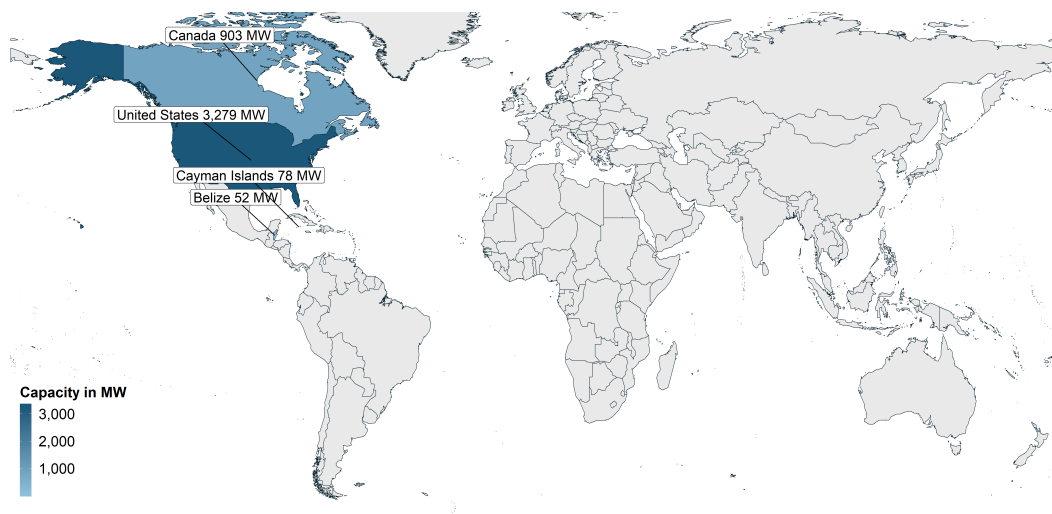 Canada 903 MW
United States 3,279 MW
Cayman Islands 78 MW
Belize 52 MW
Capacity in MW
3,000
2,000
1,000